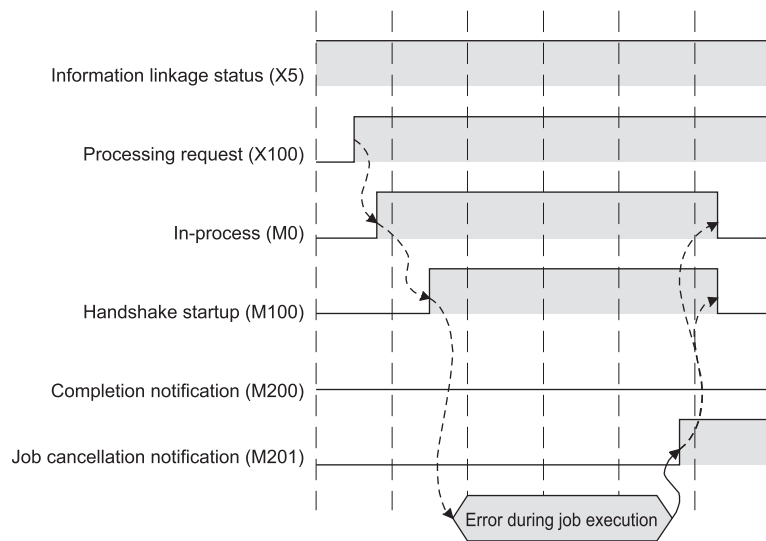 Information linkage status (X5)
Processing request (X100)
In-process (M0)
Handshake startup (M100)
Completion notification (M200)
Job cancellation notification (M201)
Error during job execution